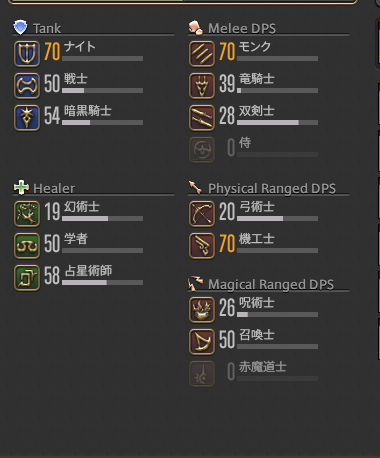 Tank
70 ナイト
50 戦士
54 暗黒騎士
Healer
19 幻術士
50 学者
58 占星術師
Melee DPS
70 モンク
39 竜騎士
28 双剣士
0 侍
Physical Ranged DPS
20 弓術士
70 機工士
Magical Ranged DPS
26 呪術士
50 召喚士
0 赤魔道士